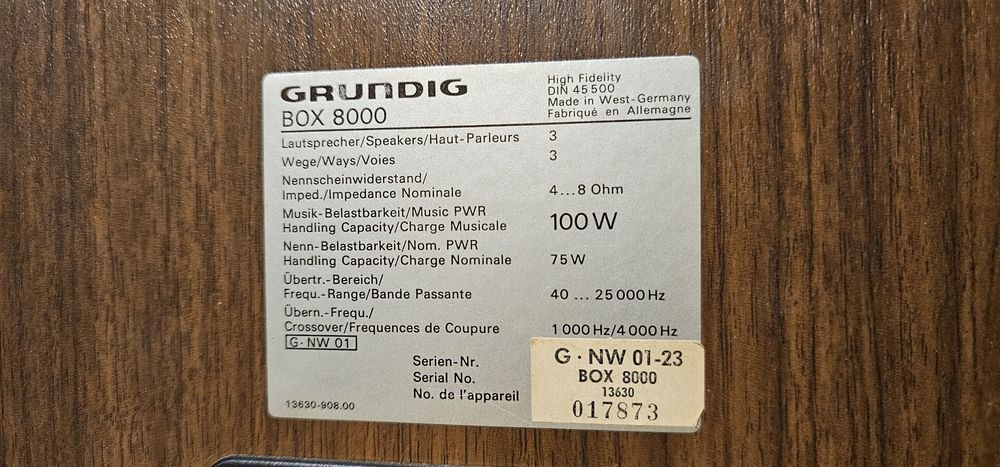 GRUNDIG
BOX 8000
High Fidelity
DIN 45 500
Made in West-Germany
Fabriqué en Allemagne
Lautsprecher/Speakers/Haut-Parleurs 3
Wege/Ways/Voies 3
Nennscheinwiderstand/
Imped./Impedance Nominale 4...8 Ohm
Musik-Belastbarkeit/Music PWR
Handling Capacity/Charge Musicale 100 W
Nenn-Belastbarkeit/Nom. PWR
Handling Capacity/Charge Nominale 75 W
Übertr.-Bereich/
Frequ.-Range/Bande Passante 40 ... 25 000 Hz
Übern.-Frequ./
Crossover/Frequences de Coupure 1 000 Hz/4 000 Hz
G·NW 01
Serien-Nr.
Serial No.
No. de l'appareil
G·NW 01-23
BOX 8000
13630
017873
13630-908.00